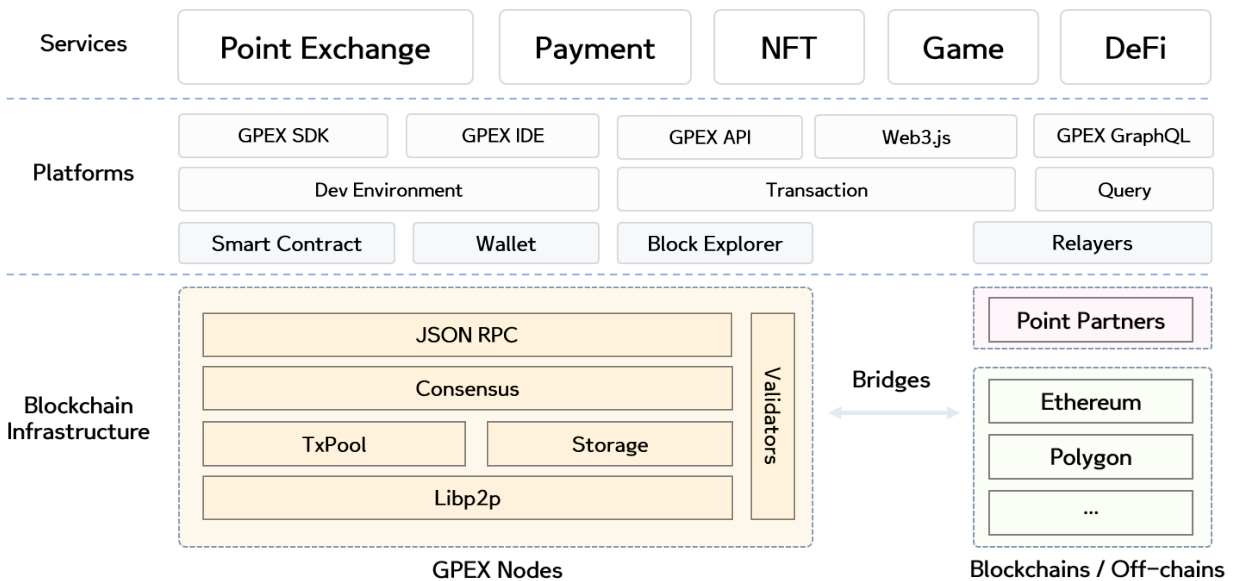 Services
Point Exchange
Payment
NFT
Game
DeFi
Platforms
GPEX SDK
GPEX IDE
GPEX API
Web3.js
GPEX GraphQL
Dev Environment
Transaction
Query
Smart Contract
Wallet
Block Explorer
Relayers
Blockchain
Infrastructure
JSON RPC
Consensus
TxPool
Storage
Libp2p
Validators
GPEX Nodes
Bridges
Point Partners
Ethereum
Polygon
...
Blockchains / Off-chains